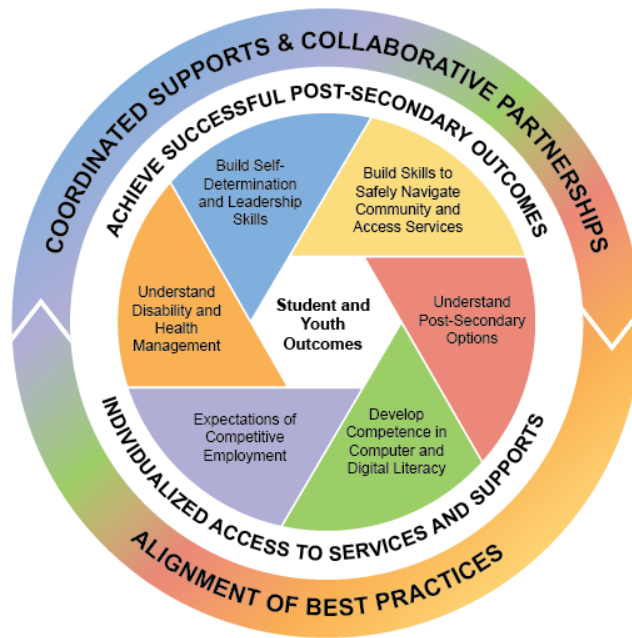 COORDINATED SUPPORTS & COLLABORATIVE PARTNERSHIPS
ACHIEVE SUCCESSFUL POST-SECONDARY OUTCOMES
Build Self-
Determination
and Leadership
Skills
Build Skills to
Safely Navigate
Community and
Access Services
Understand
Disability and
Health
Management
Student and
Youth
Outcomes
Understand
Post-Secondary
Options
Expectations of
Competitive
Employment
Develop
Competence in
Computer and
Digital Literacy
INDIVIDUALIZED ACCESS TO SERVICES AND SUPPORTS
ALIGNMENT OF BEST PRACTICES